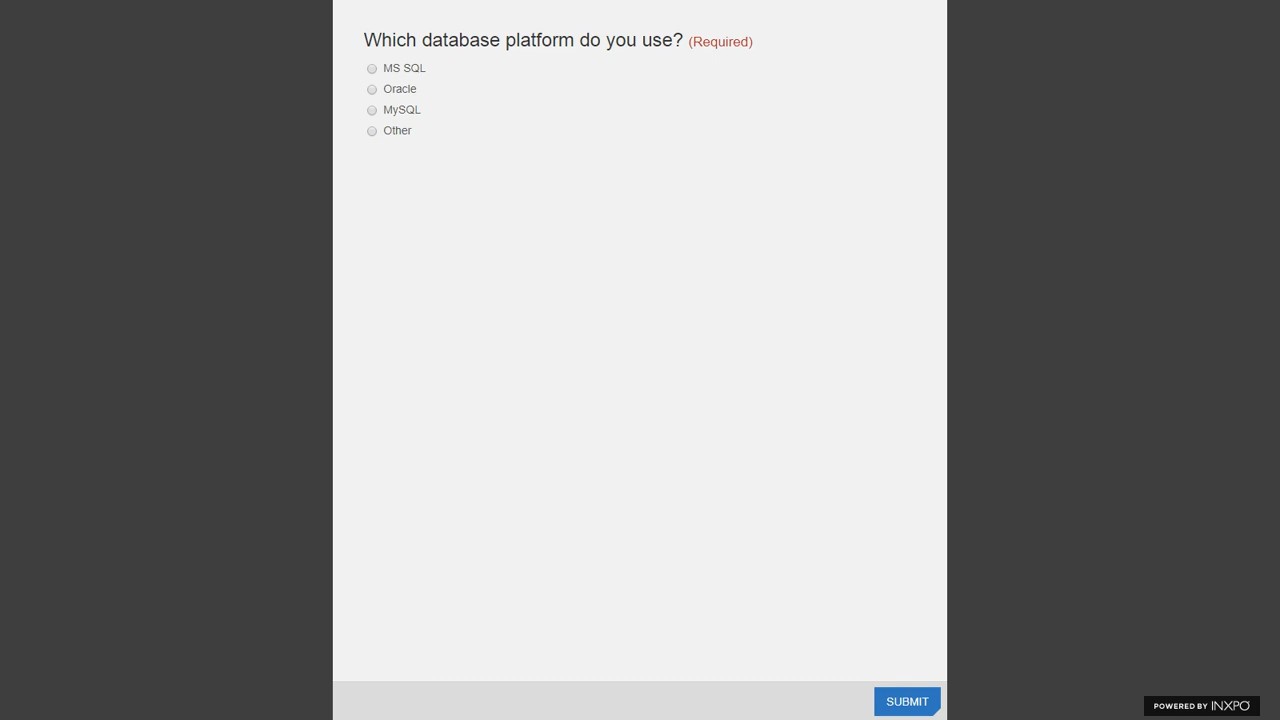 Which database platform do you use? (Required)
MS SQL
Oracle
MySQL
Other
SUBMIT
POWERED BY INXPO